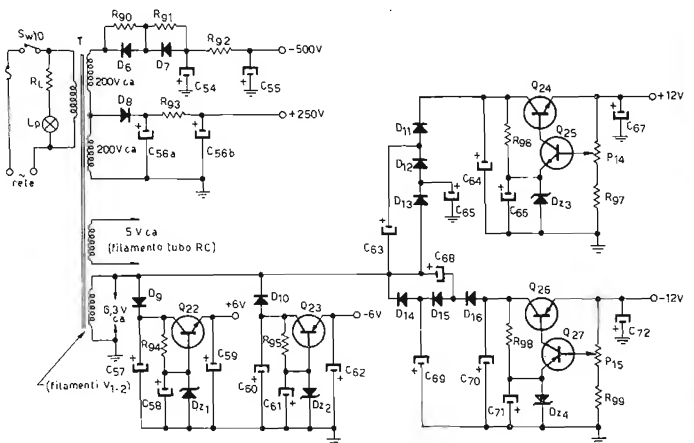 R90
R91
Sw10
T
R92
-500V
D6
D7
200V ca
C54
C55
RL
D8
R93
+250V
Lp
C56a
C56b
200V ca
~
rete
5V ca
(filamento tubo RC)
6,3V
ca
(filamenti V1-2)
D9
Q22
+6V
R94
C57
C58
Dz1
C59
D10
Q23
-6V
R95
C60
C61
Dz2
C62
Q24
+12V
D11
Q25
C67
R96
P14
D12
C64
D13
C65
C65
Dz3
R97
C63
C68
Q26
-12V
D14
D15
D16
Q27
C72
R98
P15
C69
C70
C71
Dz4
R99